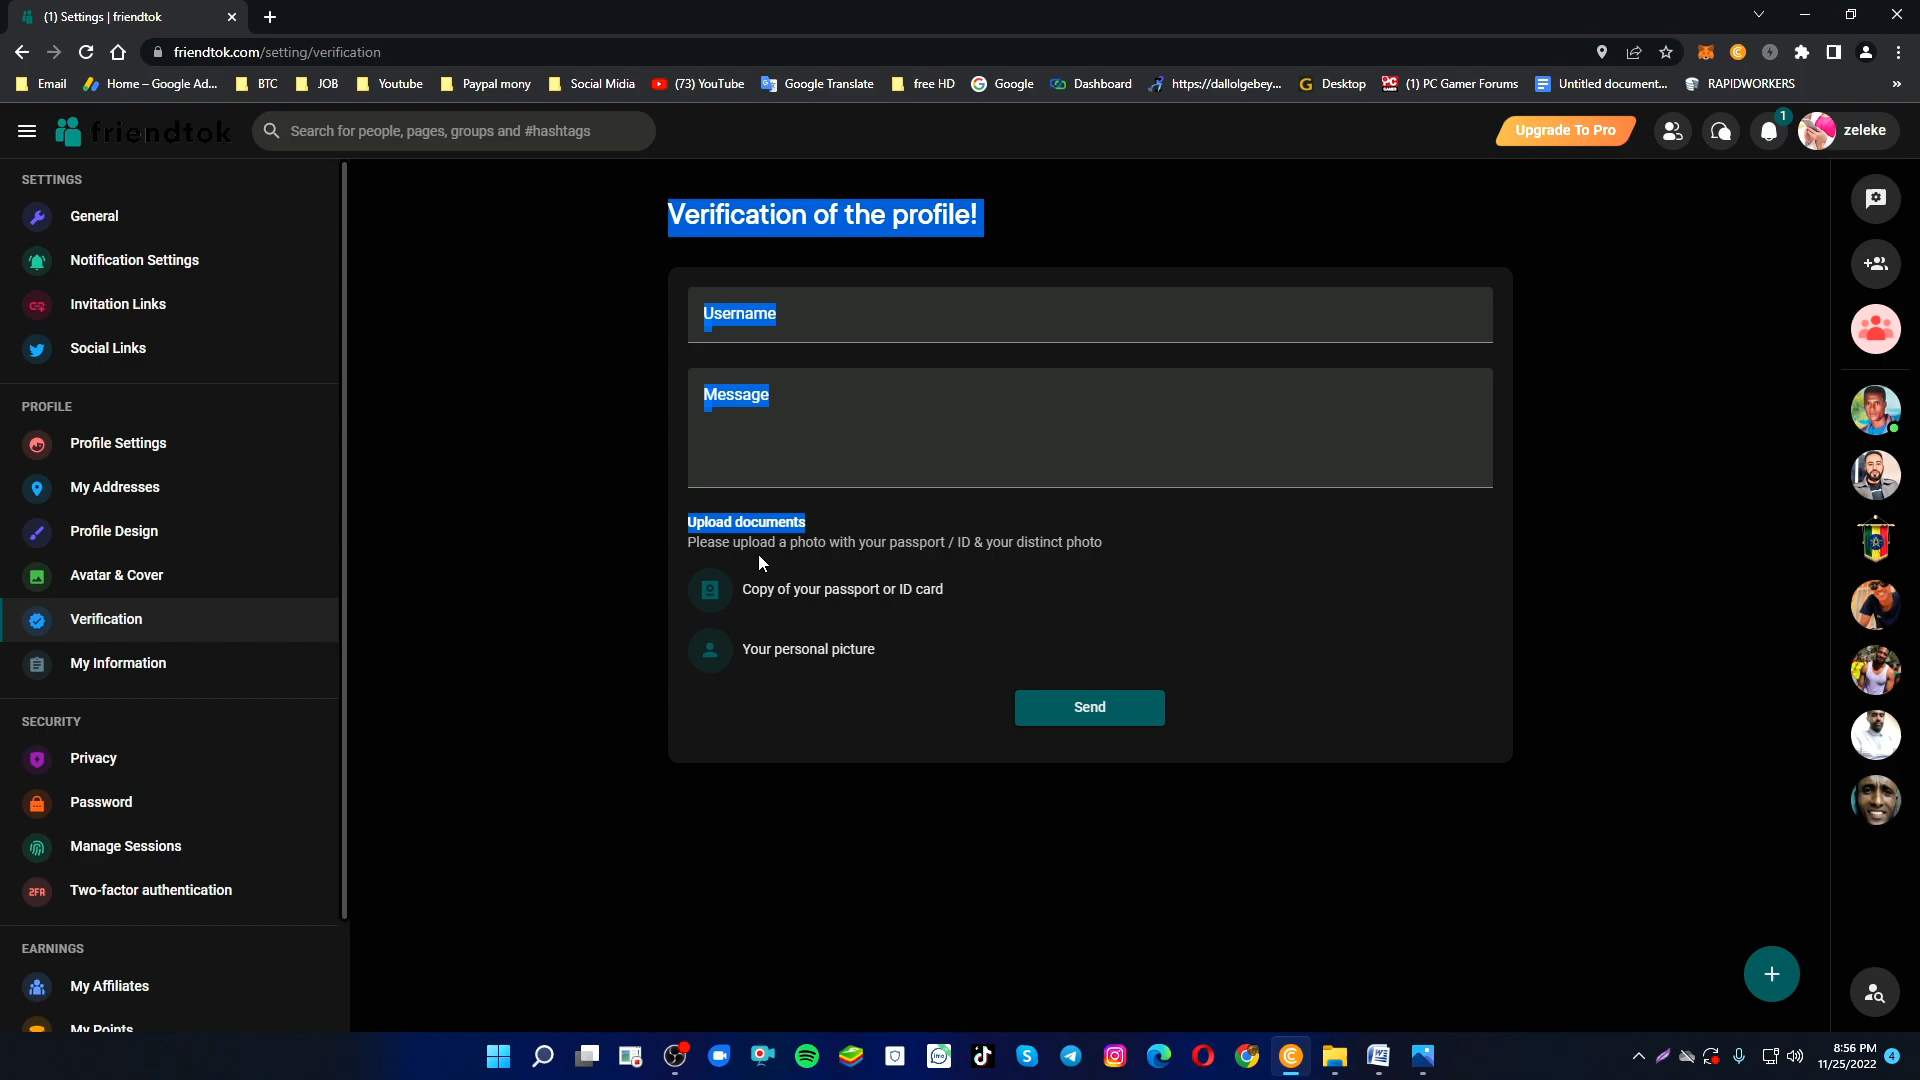 (1) Settings | friendtok
friendtok.com/setting/verification
Email
Home – Google Ad...
BTC
JOB
Youtube
Paypal mony
Social Midia
(73) YouTube
Google Translate
free HD
Google
Dashboard
https://dallolgebey...
Desktop
(1) PC Gamer Forums
Untitled document...
RAPIDWORKERS
»
friendtok
Search for people, pages, groups and #hashtags
Upgrade To Pro
1
zeleke
SETTINGS
General
Notification Settings
Invitation Links
Social Links
PROFILE
Profile Settings
My Addresses
Profile Design
Avatar & Cover
Verification
My Information
SECURITY
Privacy
Password
Manage Sessions
2FA
Two-factor authentication
EARNINGS
My Affiliates
My Points
Verification of the profile!
Username
Message
Upload documents
Please upload a photo with your passport / ID & your distinct photo
Copy of your passport or ID card
Your personal picture
Send
8:56 PM
11/25/2022
4